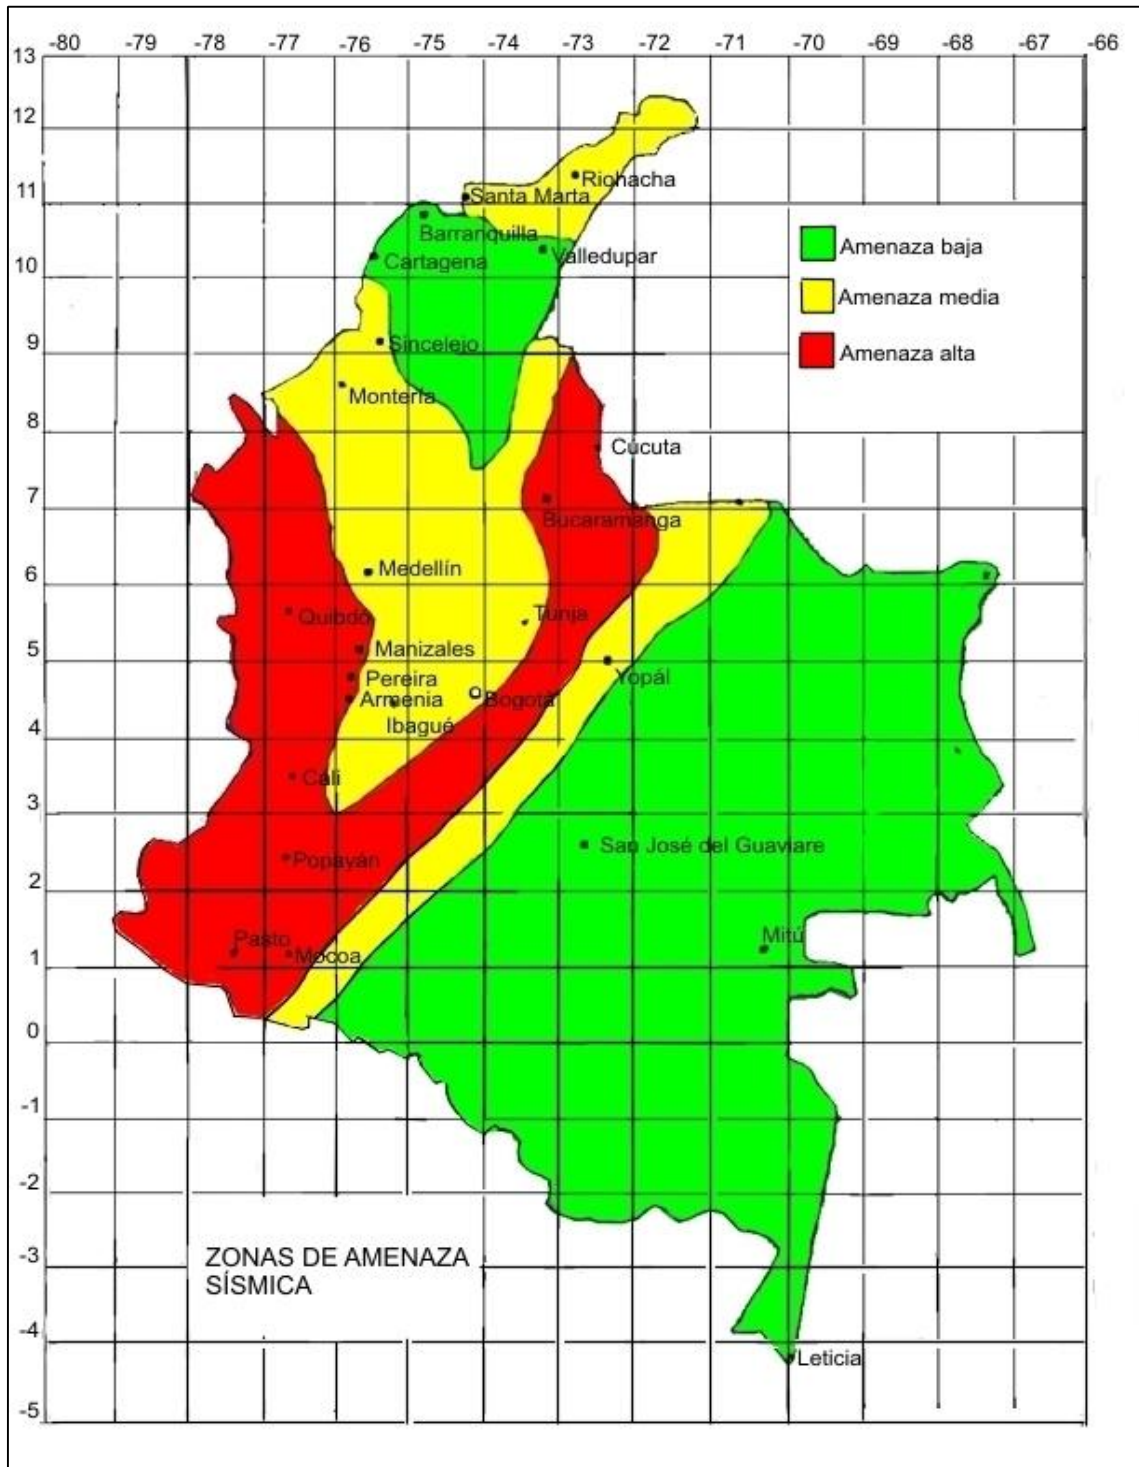 -80 -79 -78 -77 -76 -75 -74 -73 -72 -71 -70 -69 -68 -67 -66
13
12
11
10
9
8
7
6
5
4
3
2
1
0
-1
-2
-3
-4
-5
Riohacha
Santa Marta
Barranquilla
Cartagena
Valledupar
Sincelejo
Montería
Cúcuta
Bucaramanga
Medellín
Quibdó
Tunja
Manizales
Yopál
Pereira
Armenia
Bogotá
Ibagué
Cali
Popayán
San José del Guaviare
Pasto
Mocoa
Mitú
Leticia
Amenaza baja
Amenaza media
Amenaza alta
ZONAS DE AMENAZA
SÍSMICA